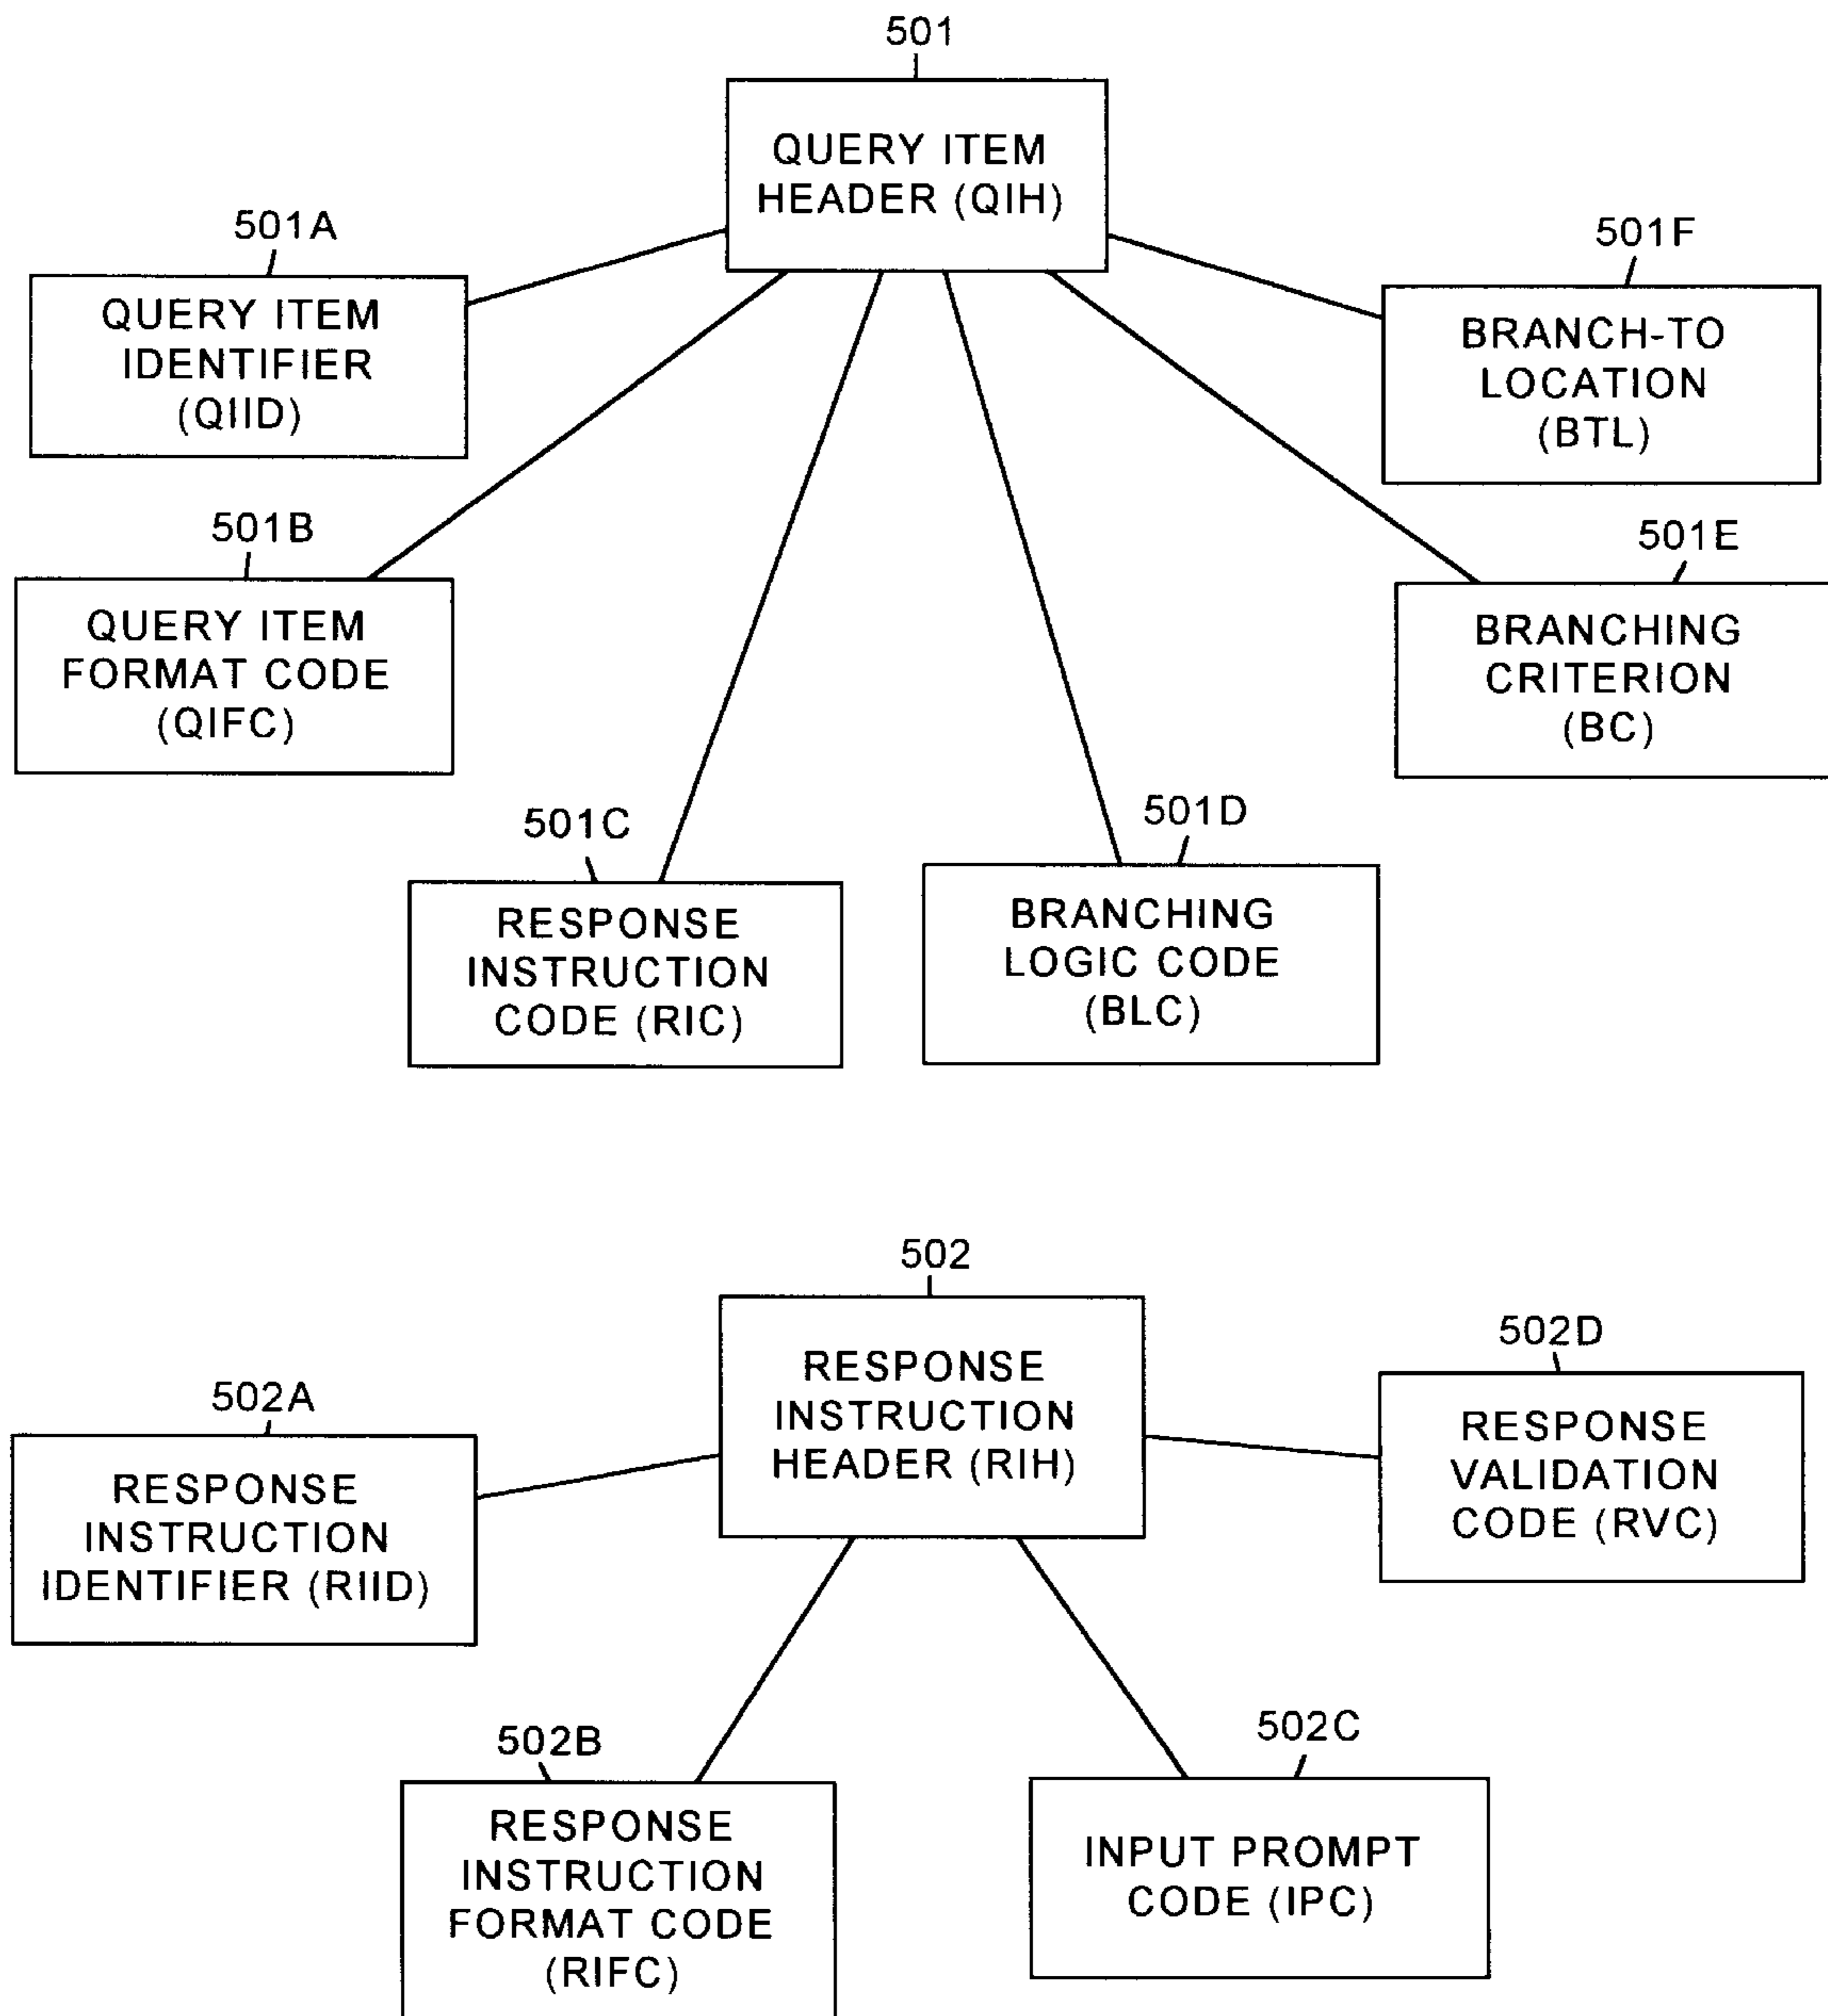 501
QUERY ITEM
HEADER (QIH)
501A
QUERY ITEM
IDENTIFIER
(QIID)
501F
BRANCH-TO
LOCATION
(BTL)
501B
QUERY ITEM
FORMAT CODE
(QIFC)
501E
BRANCHING
CRITERION
(BC)
501C
RESPONSE
INSTRUCTION
CODE (RIC)
501D
BRANCHING
LOGIC CODE
(BLC)
502
RESPONSE
INSTRUCTION
HEADER (RIH)
502A
RESPONSE
INSTRUCTION
IDENTIFIER (RIID)
502D
RESPONSE
VALIDATION
CODE (RVC)
502B
RESPONSE
INSTRUCTION
FORMAT CODE
(RIFC)
502C
INPUT PROMPT
CODE (IPC)